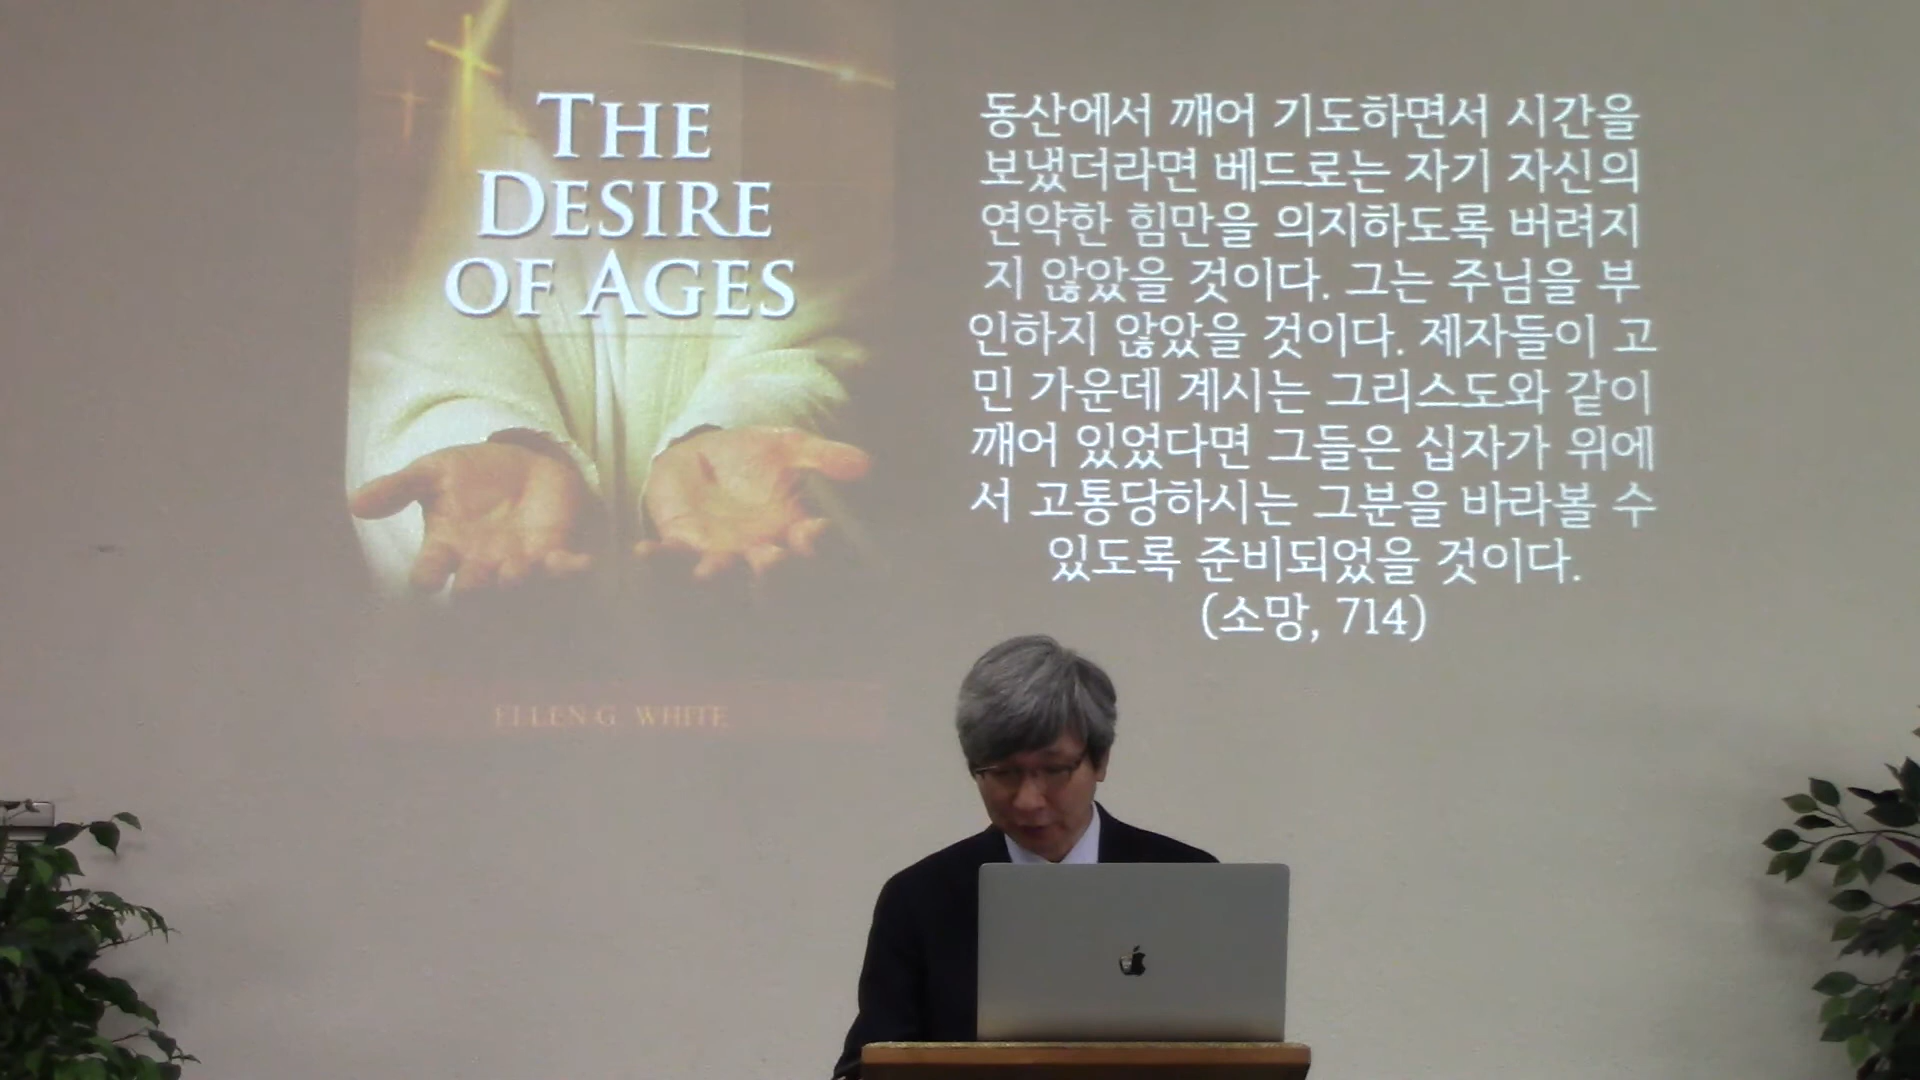 THE
DESIRE
OF AGES
ELLEN G. WHITE
동산에서 깨어 기도하면서 시간을
보냈더라면 베드로는 자기 자신의
연약한 힘만을 의지하도록 버려지
지 않았을 것이다. 그는 주님을 부
인하지 않았을 것이다. 제자들이 고
민 가운데 계시는 그리스도와 같이
깨어 있었다면 그들은 십자가 위에
서 고통당하시는 그분을 바라볼 수
있도록 준비되었을 것이다.
(소망, 714)